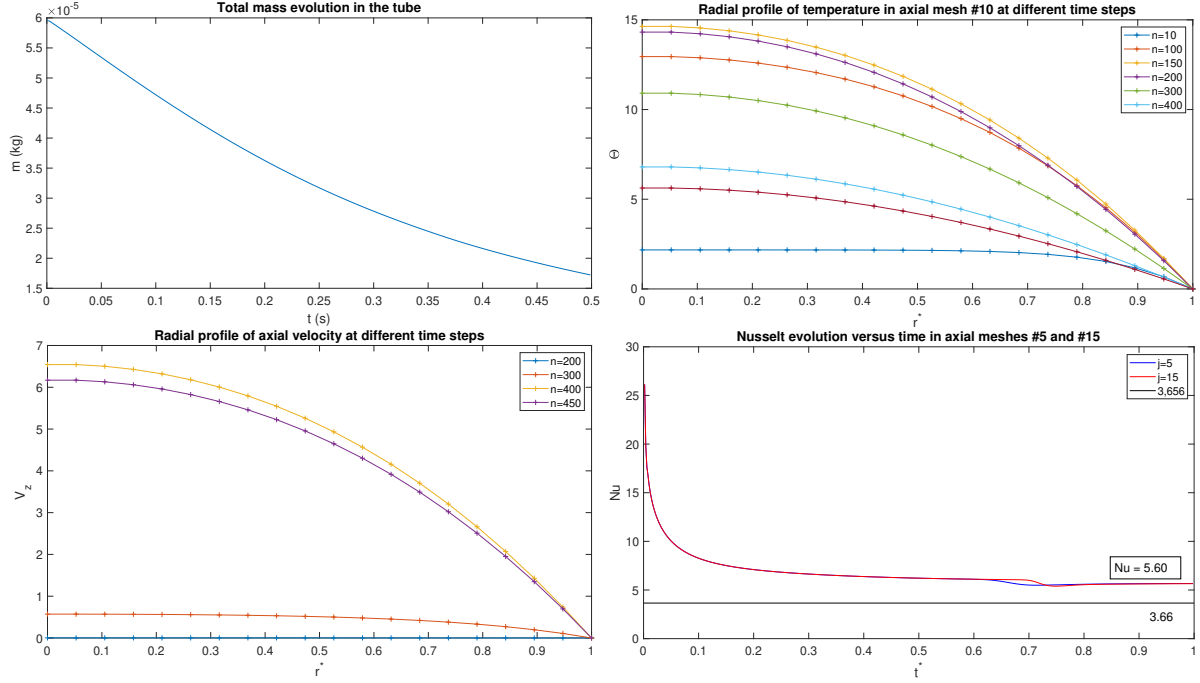 Total mass evolution in the tube
×10⁻⁵
6
5.5
5
4.5
4
3.5
3
2.5
2
1.5
m (kg)
0 0.05 0.1 0.15 0.2 0.25 0.3 0.35 0.4 0.45 0.5
t (s)
Radial profile of temperature in axial mesh #10 at different time steps
15
10
5
0
Θ
n=10
n=100
n=150
n=200
n=300
n=400
0 0.1 0.2 0.3 0.4 0.5 0.6 0.7 0.8 0.9 1
r*
Radial profile of axial velocity at different time steps
7
6
5
4
3
2
1
0
V_z
n=200
n=300
n=400
n=450
0 0.1 0.2 0.3 0.4 0.5 0.6 0.7 0.8 0.9 1
r*
Nusselt evolution versus time in axial meshes #5 and #15
30
25
20
15
10
5
0
Nu
j=5
j=15
3,656
Nu = 5.60
3.66
0 0.1 0.2 0.3 0.4 0.5 0.6 0.7 0.8 0.9 1
t*